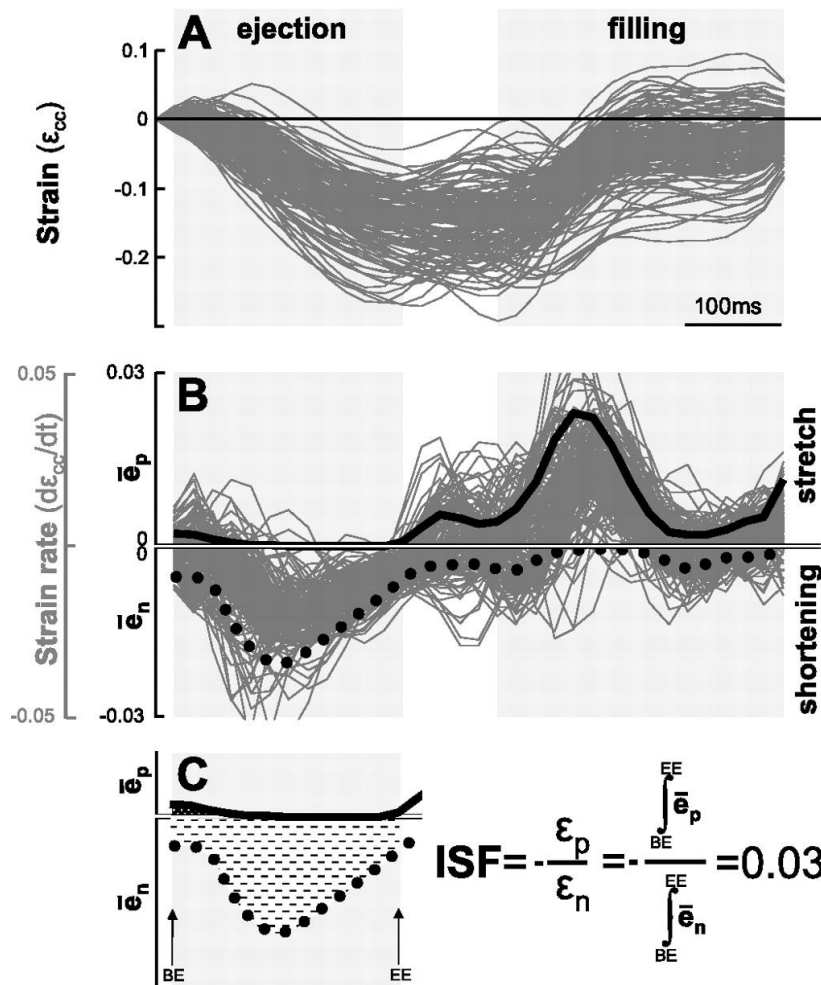 A ejection filling
Strain (εcc)
0.1
0
-0.1
-0.2
100ms
B
Strain rate (dεcc/dt)
0.05
0
-0.05
ēp
ēn
0.03
0
0
-0.03
stretch
shortening
C
ēp
ēn
BE
EE
ISF = - εp/εn = - ∫BE EE ēp / ∫BE EE ēn = 0.03